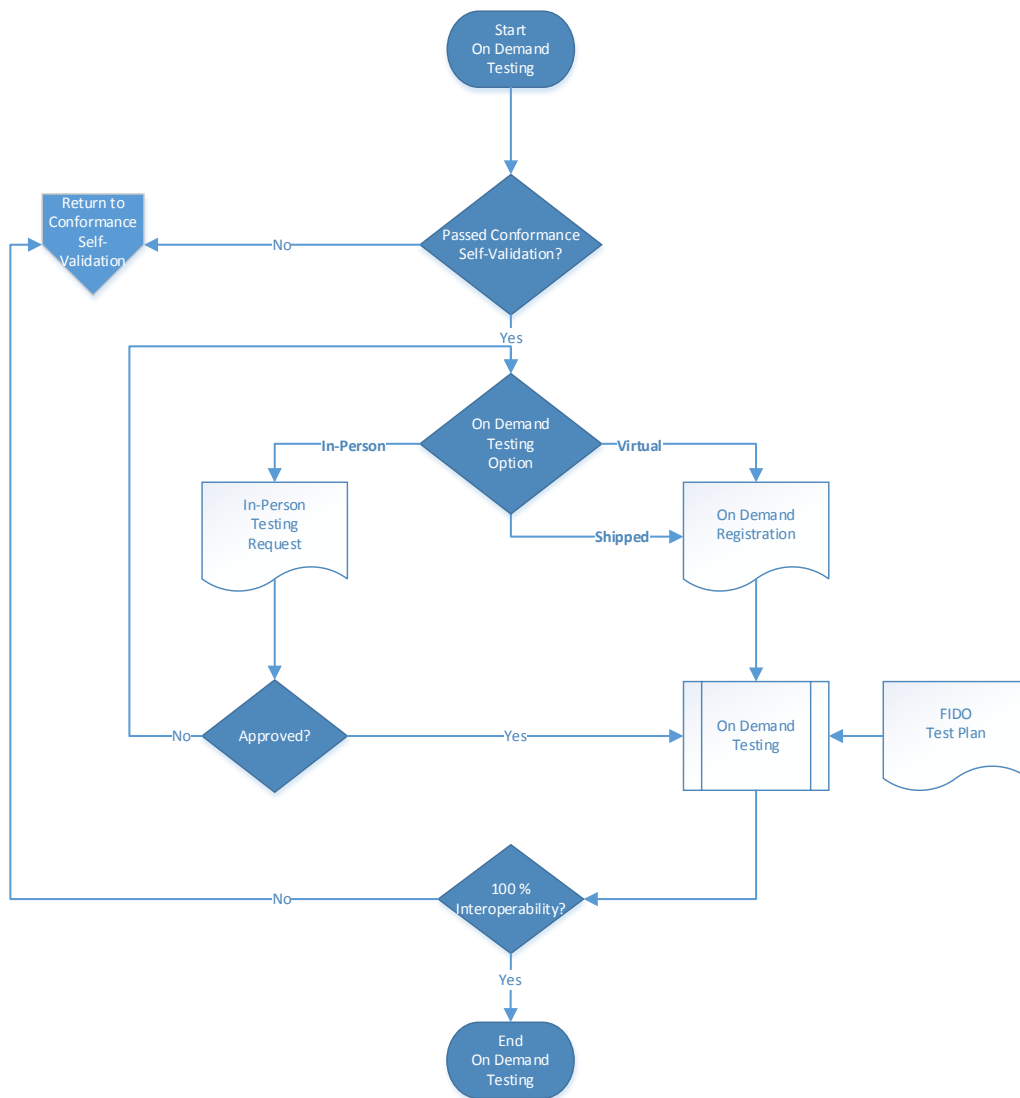 Start
On Demand
Testing
Return to
Conformance
Self-
Validation
No
Passed Conformance
Self-Validation?
Yes
On Demand
Testing
Option
In-Person
Virtual
In-Person
Testing
Request
Shipped
On Demand
Registration
No
Approved?
Yes
On Demand
Testing
FIDO
Test Plan
No
100 %
Interoperability?
Yes
End
On Demand
Testing